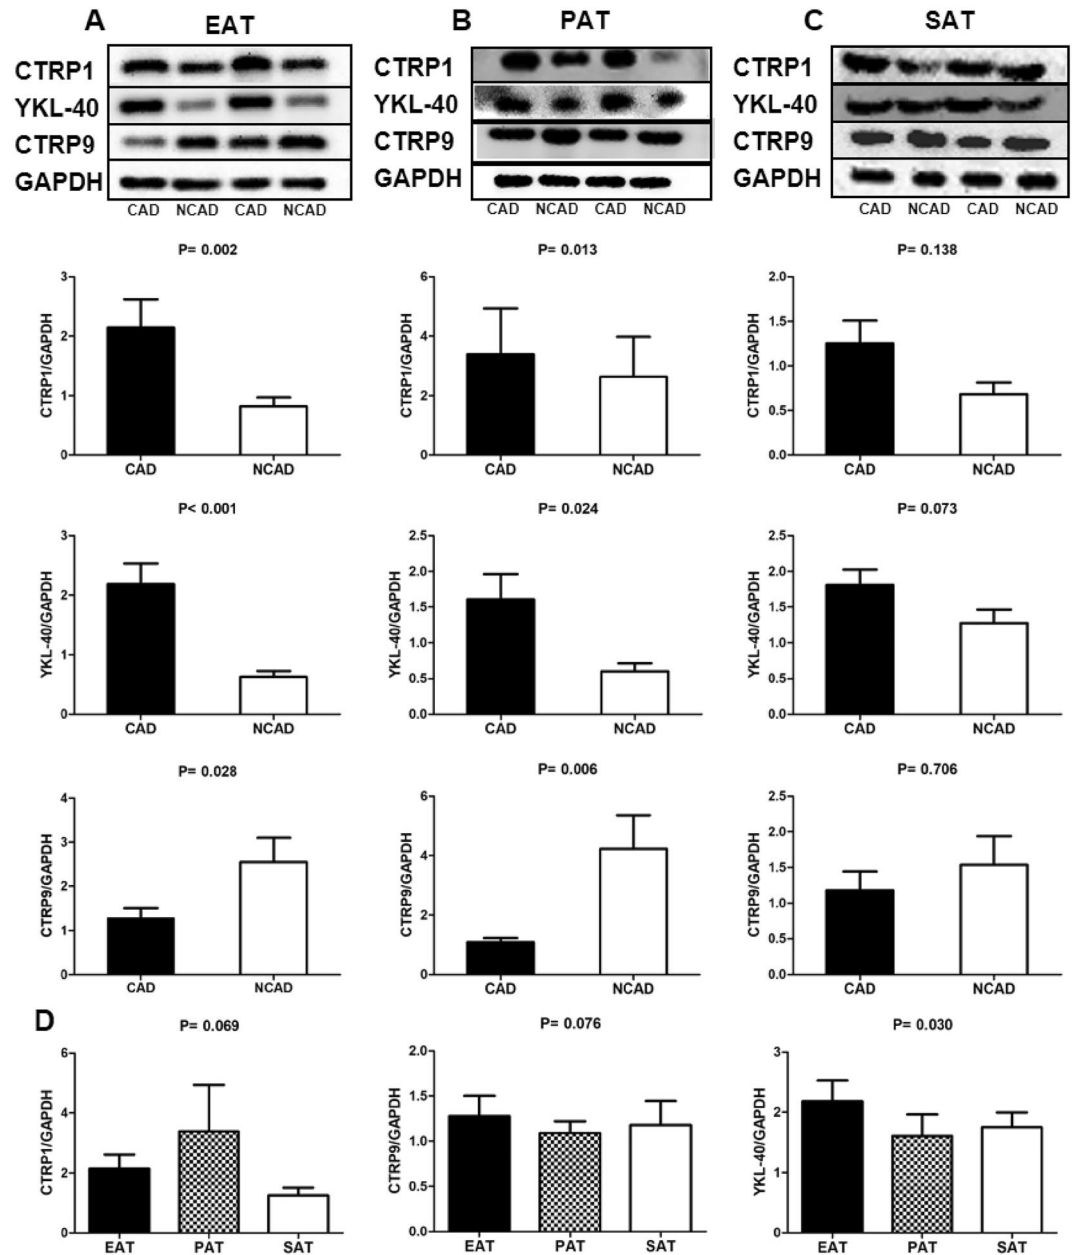 A EAT
B PAT
C SAT
CTRP1
YKL-40
CTRP9
GAPDH
CAD NCAD CAD NCAD
CTRP1
YKL-40
CTRP9
GAPDH
CAD NCAD CAD NCAD
CTRP1
YKL-40
CTRP9
GAPDH
CAD NCAD CAD NCAD
P= 0.002
CTRP1/GAPDH
3
2
1
0
CAD NCAD
P= 0.013
CTRP1/GAPDH
6
4
2
0
CAD NCAD
P= 0.138
CTRP1/GAPDH
2.0
1.5
1.0
0.5
0.0
CAD NCAD
P< 0.001
YKL-40/GAPDH
3
2
1
0
CAD NCAD
P= 0.024
YKL-40/GAPDH
2.5
2.0
1.5
1.0
0.5
0.0
CAD NCAD
P= 0.073
YKL-40/GAPDH
2.5
2.0
1.5
1.0
0.5
0.0
CAD NCAD
P= 0.028
CTRP9/GAPDH
4
3
2
1
0
CAD NCAD
P= 0.006
CTRP9/GAPDH
6
4
2
0
CAD NCAD
P= 0.706
CTRP9/GAPDH
2.5
2.0
1.5
1.0
0.5
0.0
CAD NCAD
D
P= 0.069
CTRP1/GAPDH
6
4
2
0
EAT PAT SAT
P= 0.076
CTRP9/GAPDH
2.0
1.5
1.0
0.5
0.0
EAT PAT SAT
P= 0.030
YKL-40/GAPDH
3
2
1
0
EAT PAT SAT